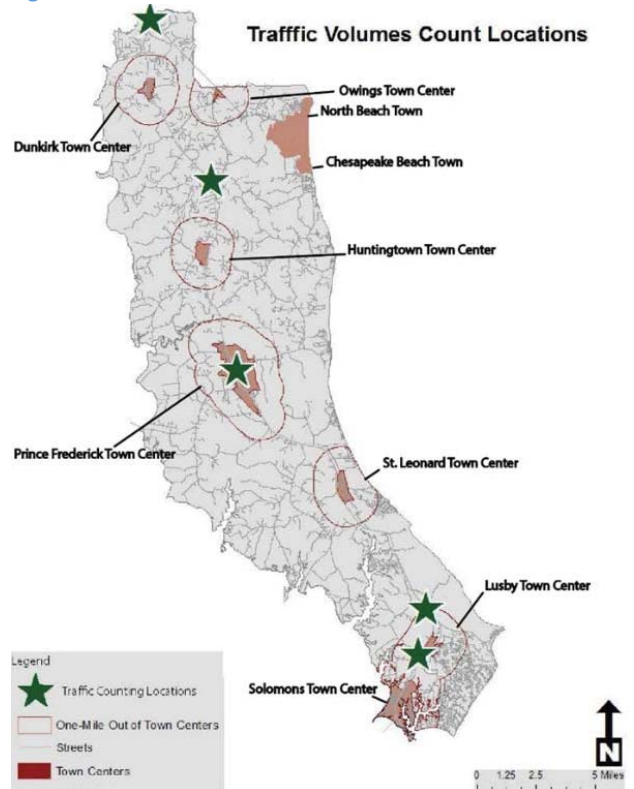 Trafffic Volumes Count Locations
Owings Town Center
North Beach Town
Dunkirk Town Center
Chesapeake Beach Town
Huntingtown Town Center
Prince Frederick Town Center
St. Leonard Town Center
Lusby Town Center
Solomons Town Center
Legend
Traffic Counting Locations
One-Mile Out of Town Centers
Streets
Town Centers
N
0 1.25 2.5 5 Miles